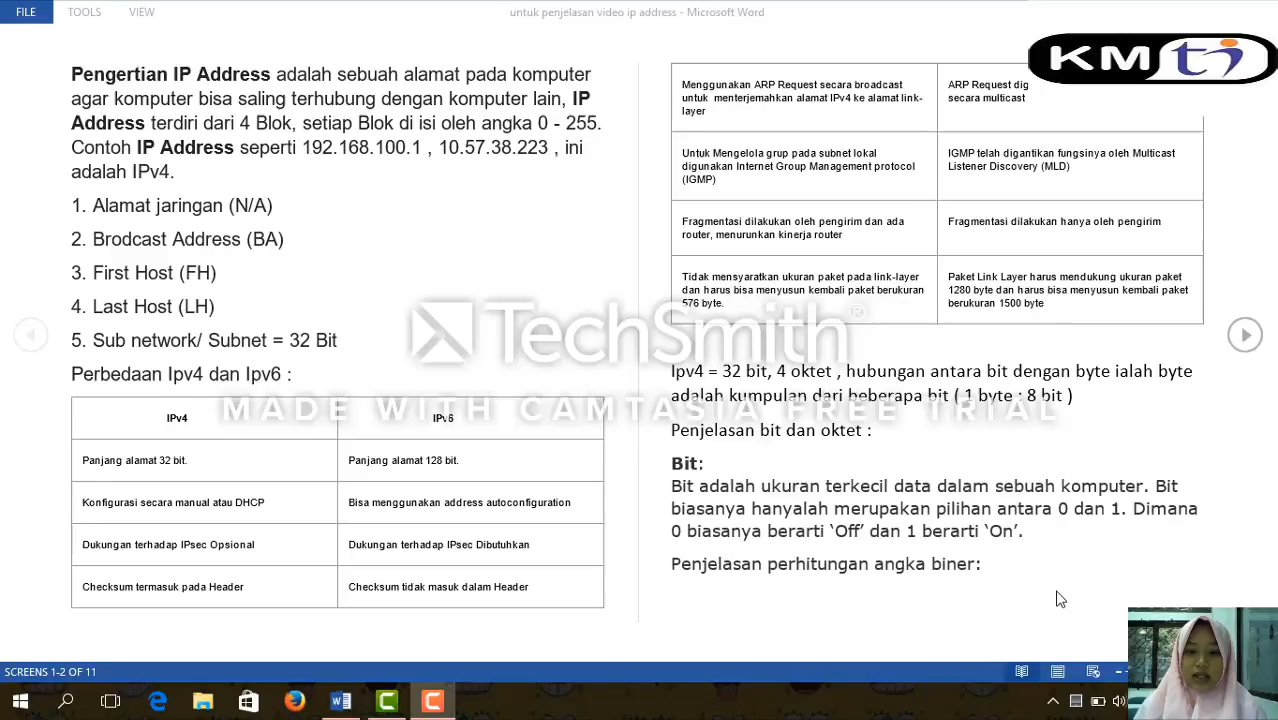 FILE TOOLS VIEW
untuk penjelasan video ip address - Microsoft Word
KMti
Pengertian IP Address adalah sebuah alamat pada komputer
agar komputer bisa saling terhubung dengan komputer lain, IP
Address terdiri dari 4 Blok, setiap Blok di isi oleh angka 0 - 255.
Contoh IP Address seperti 192.168.100.1 , 10.57.38.223 , ini
adalah IPv4.
1. Alamat jaringan (N/A)
2. Brodcast Address (BA)
3. First Host (FH)
4. Last Host (LH)
5. Sub network/ Subnet = 32 Bit
Perbedaan Ipv4 dan Ipv6 :
IPv4 IPv6
Panjang alamat 32 bit. Panjang alamat 128 bit.
Konfigurasi secara manual atau DHCP Bisa menggunakan address autoconfiguration
Dukungan terhadap IPsec Opsional Dukungan terhadap IPsec Dibutuhkan
Checksum termasuk pada Header Checksum tidak masuk dalam Header
Menggunakan ARP Request secara broadcast
untuk menterjemahkan alamat IPv4 ke alamat link-
layer
ARP Request dig
secara multicast
Untuk Mengelola grup pada subnet lokal
digunakan Internet Group Management protocol
(IGMP)
IGMP telah digantikan fungsinya oleh Multicast
Listener Discovery (MLD)
Fragmentasi dilakukan oleh pengirim dan ada
router, menurunkan kinerja router
Fragmentasi dilakukan hanya oleh pengirim
Tidak mensyaratkan ukuran paket pada link-layer
dan harus bisa menyusun kembali paket berukuran
576 byte.
Paket Link Layer harus mendukung ukuran paket
1280 byte dan harus bisa menyusun kembali paket
berukuran 1500 byte
Ipv4 = 32 bit, 4 oktet , hubungan antara bit dengan byte ialah byte
adalah kumpulan dari beberapa bit ( 1 byte : 8 bit )
Penjelasan bit dan oktet :
Bit:
Bit adalah ukuran terkecil data dalam sebuah komputer. Bit
biasanya hanyalah merupakan pilihan antara 0 dan 1. Dimana
0 biasanya berarti ‘Off’ dan 1 berarti ‘On’.
Penjelasan perhitungan angka biner:
TechSmith®
MADE WITH CAMTASIA FREE TRIAL
SCREENS 1-2 OF 11